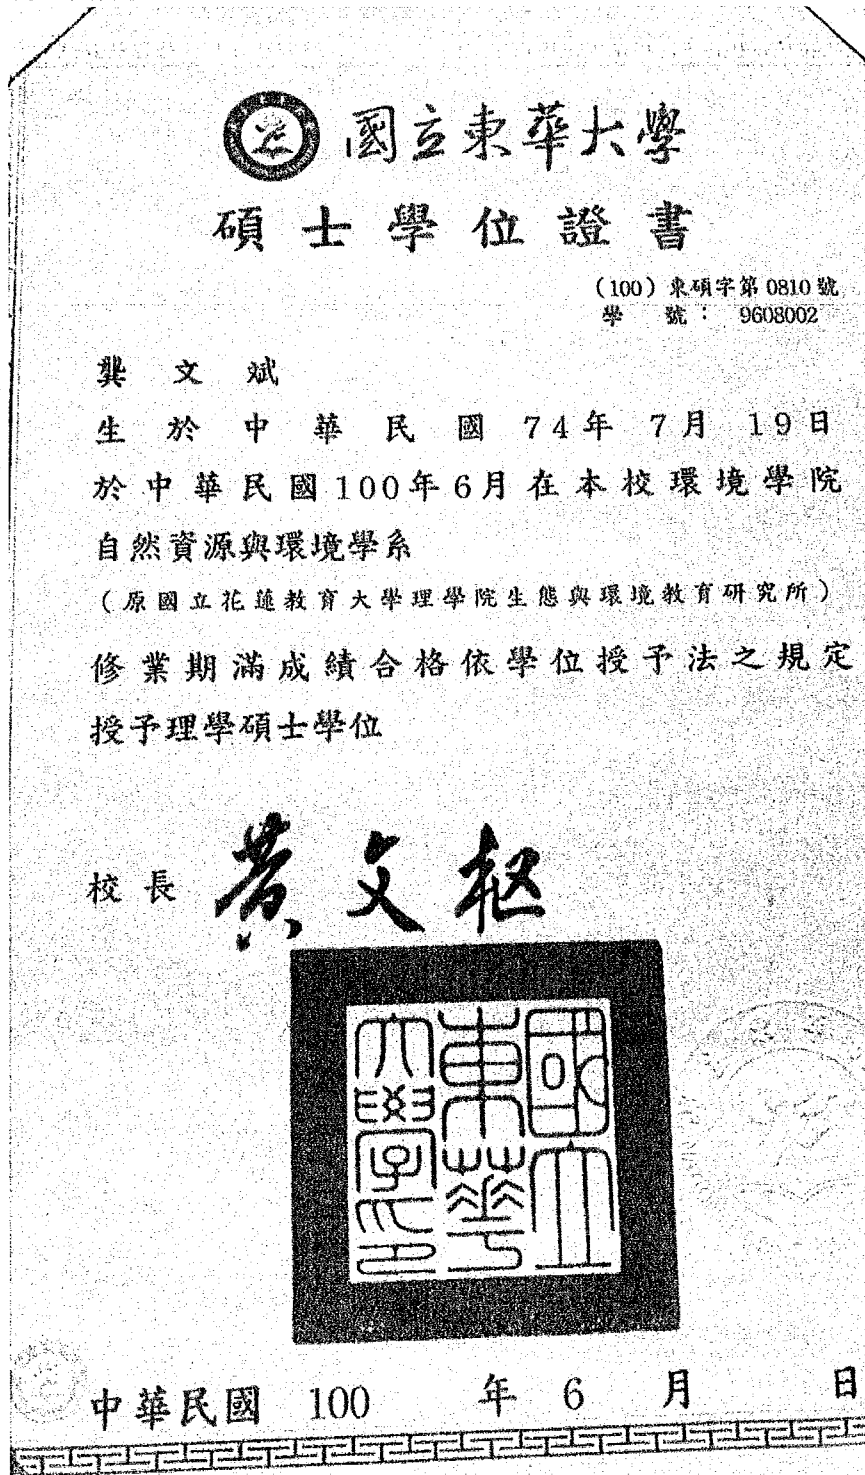 國立東華大學
碩士學位證書
(100)東碩字第0810號
學 號: 9608002
龔文斌
生於中華民國74年7月19日
於中華民國100年6月在本校環境學院
自然資源與環境學系
(原國立花蓮教育大學理學院生態與環境教育研究所)
修業期滿成績合格依學位授予法之規定
授予理學碩士學位
校長 黃文樞
國立東華大學印
中華民國 100 年 6 月 日